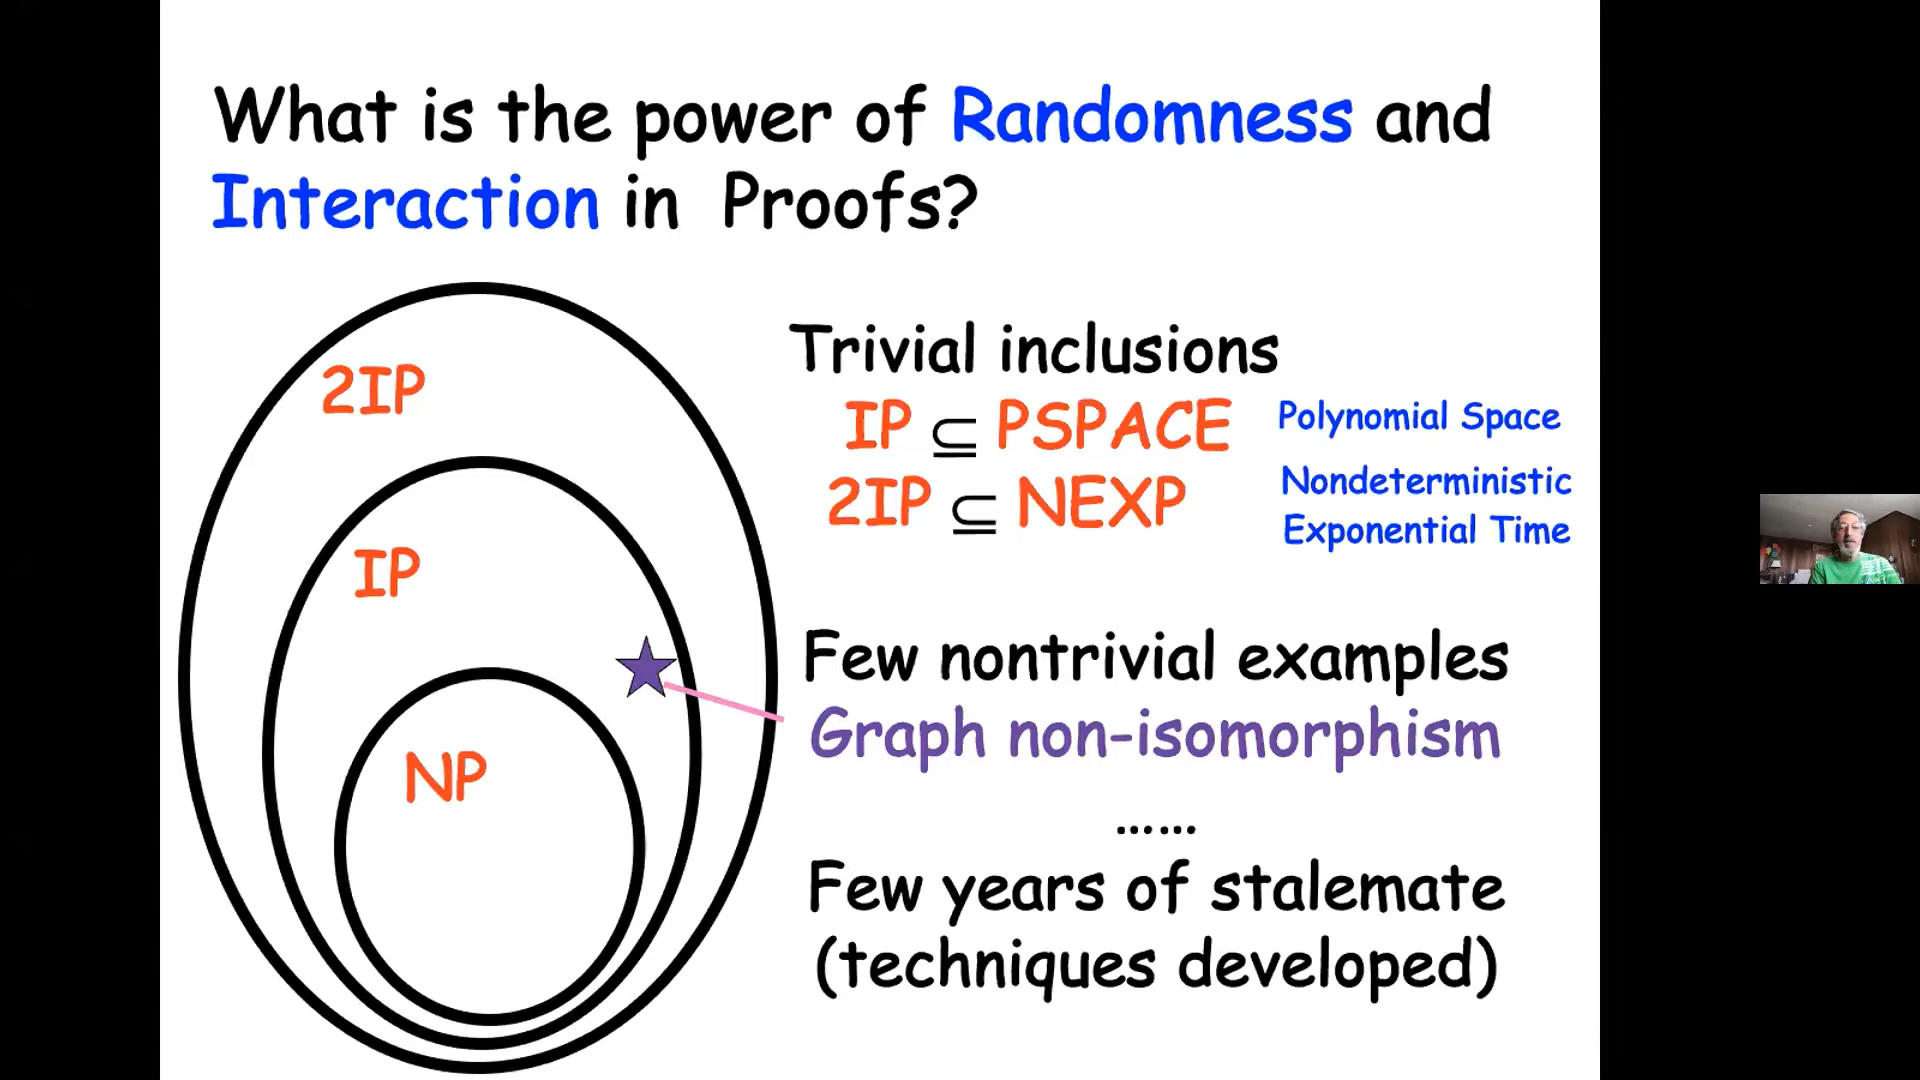 What is the power of Randomness and
Interaction in Proofs?
2IP
IP
NP
Trivial inclusions
IP ⊆ PSPACE
Polynomial Space
2IP ⊆ NEXP
Nondeterministic
Exponential Time
Few nontrivial examples
Graph non-isomorphism
......
Few years of stalemate
(techniques developed)